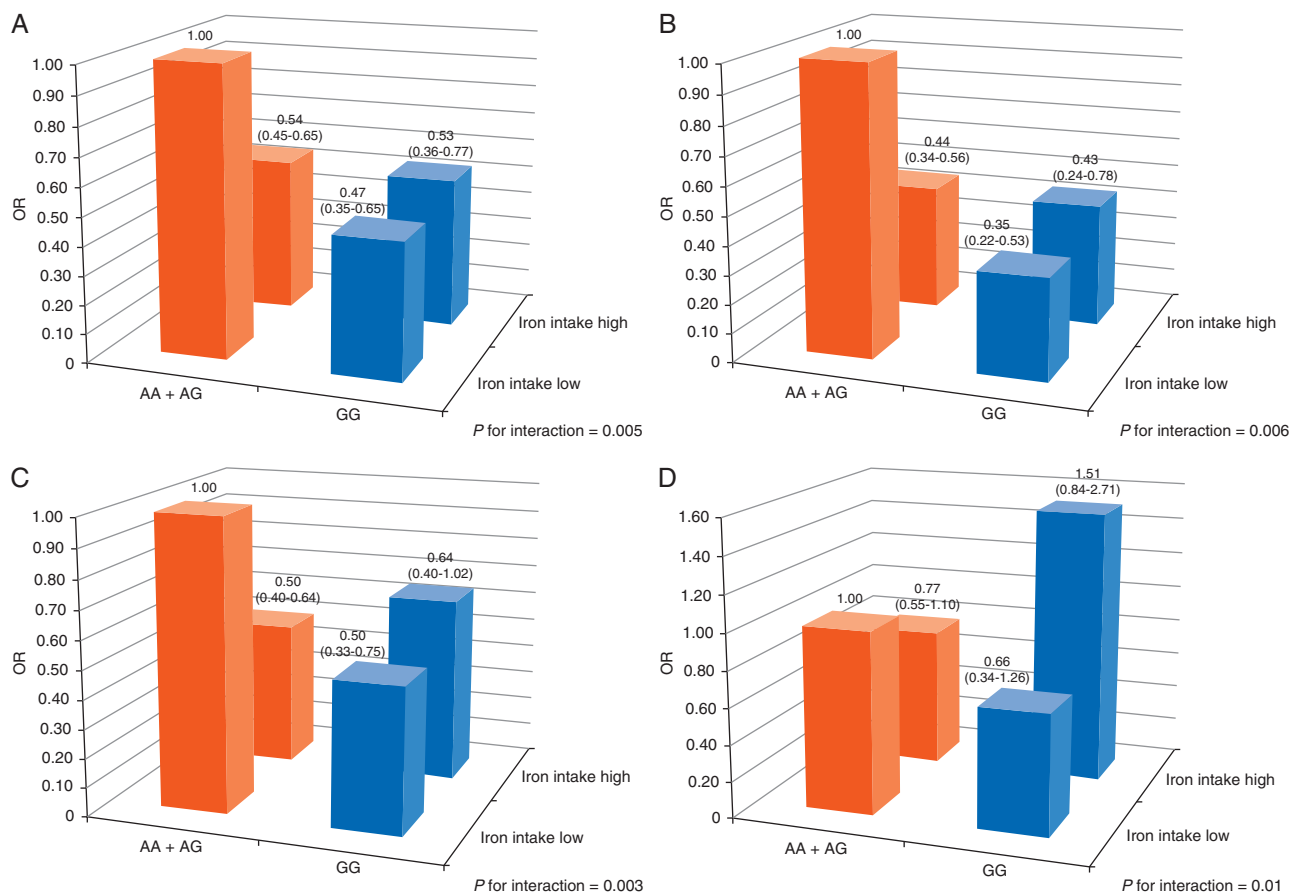 A
1.00
1.00
0.90
0.80
0.70
0.60
0.50
0.40
0.30
0.20
0.10
0
OR
0.54
(0.45-0.65)
0.53
(0.36-0.77)
0.47
(0.35-0.65)
Iron intake high
Iron intake low
AA + AG
GG
P for interaction = 0.005
B
1.00
1.00
0.90
0.80
0.70
0.60
0.50
0.40
0.30
0.20
0.10
0
OR
0.44
(0.34-0.56)
0.43
(0.24-0.78)
0.35
(0.22-0.53)
Iron intake high
Iron intake low
AA + AG
GG
P for interaction = 0.006
C
1.00
1.00
0.90
0.80
0.70
0.60
0.50
0.40
0.30
0.20
0.10
0
OR
0.50
(0.40-0.64)
0.64
(0.40-1.02)
0.50
(0.33-0.75)
Iron intake high
Iron intake low
AA + AG
GG
P for interaction = 0.003
D
1.51
(0.84-2.71)
1.60
1.40
1.20
1.00
0.80
0.60
0.40
0.20
0
OR
1.00
0.77
(0.55-1.10)
0.66
(0.34-1.26)
Iron intake high
Iron intake low
AA + AG
GG
P for interaction = 0.01